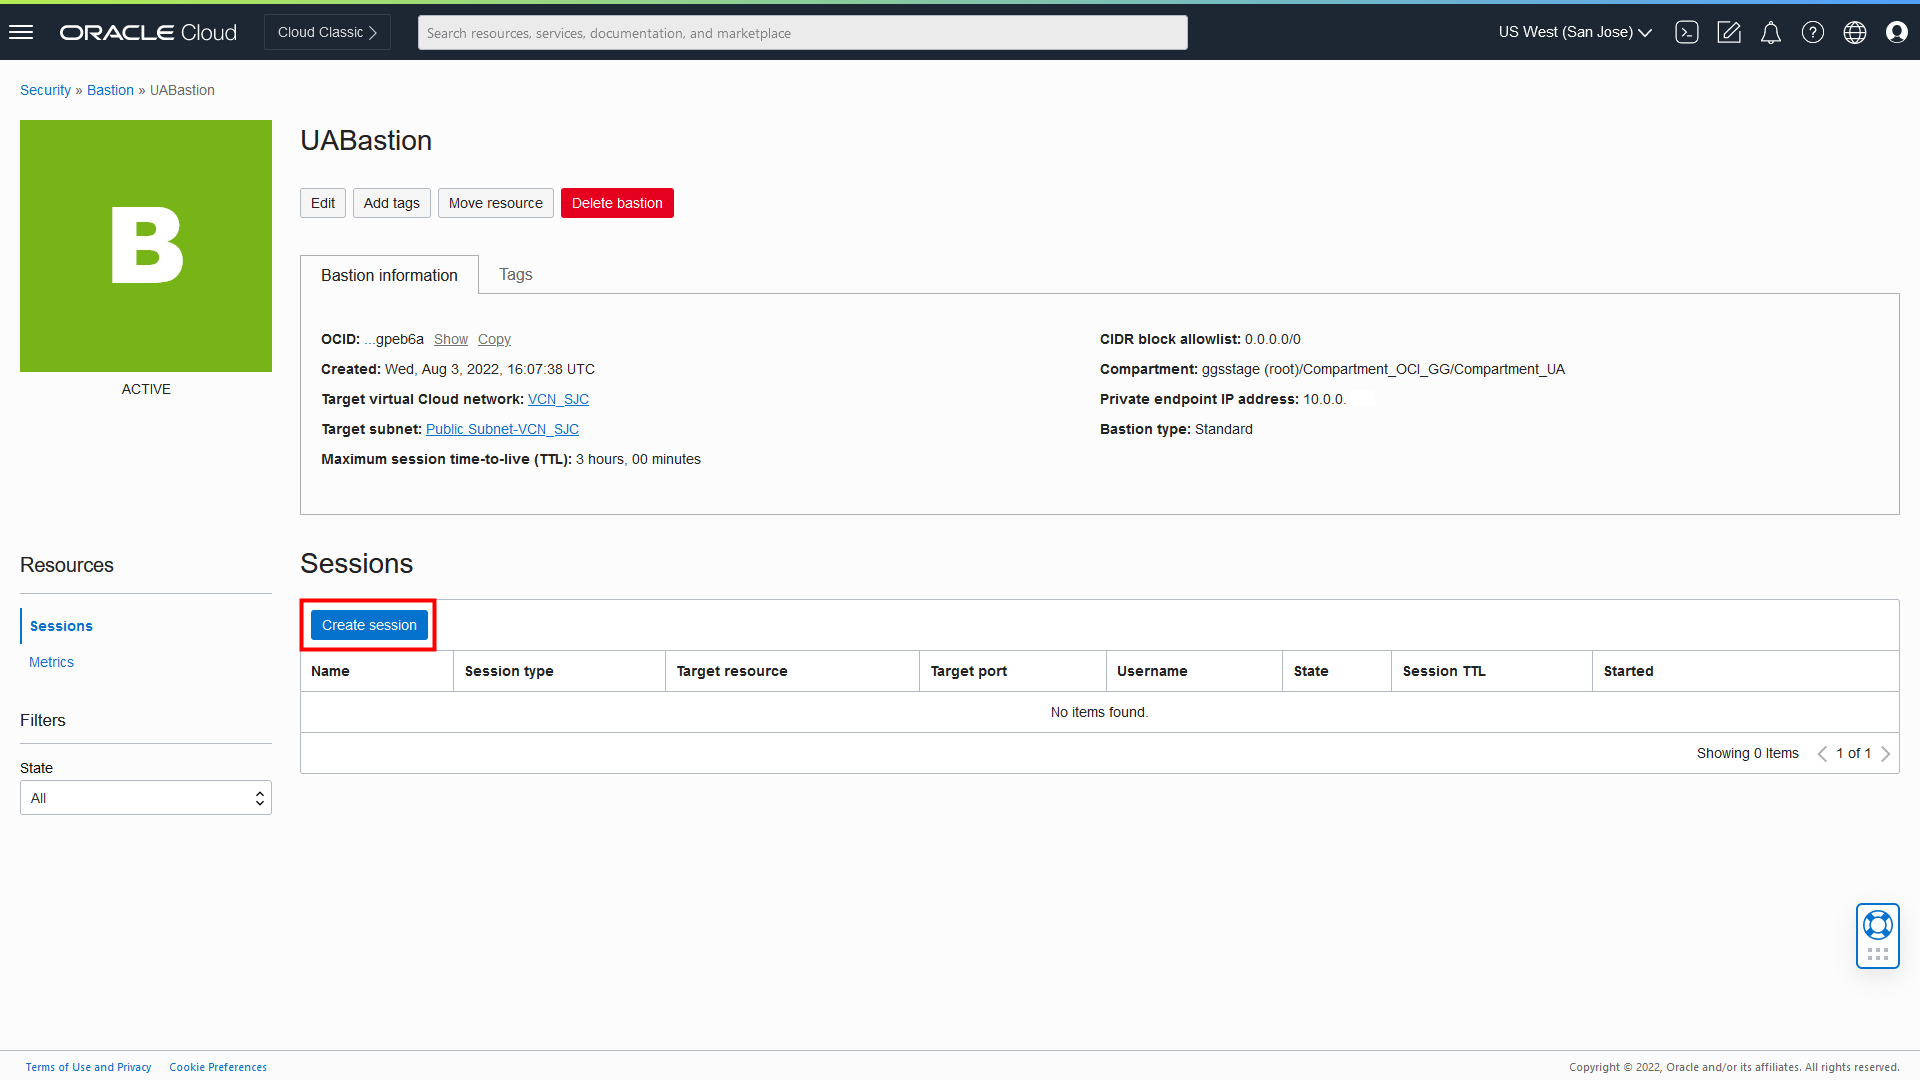 ORACLE Cloud
Cloud Classic
Search resources, services, documentation, and marketplace
US West (San Jose)
Security » Bastion » UABastion
B
ACTIVE
UABastion
Edit
Add tags
Move resource
Delete bastion
Bastion information
Tags
OCID: ...gpeb6a Show Copy
Created: Wed, Aug 3, 2022, 16:07:38 UTC
Target virtual Cloud network: VCN_SJC
Target subnet: Public Subnet-VCN_SJC
Maximum session time-to-live (TTL): 3 hours, 00 minutes
CIDR block allowlist: 0.0.0.0/0
Compartment: ggsstage (root)/Compartment_OCI_GG/Compartment_UA
Private endpoint IP address: 10.0.0.
Bastion type: Standard
Resources
Sessions
Metrics
Filters
State
All
Sessions
Create session
Name Session type Target resource Target port Username State Session TTL Started
No items found.
Showing 0 Items 1 of 1
Terms of Use and Privacy Cookie Preferences
Copyright © 2022, Oracle and/or its affiliates. All rights reserved.